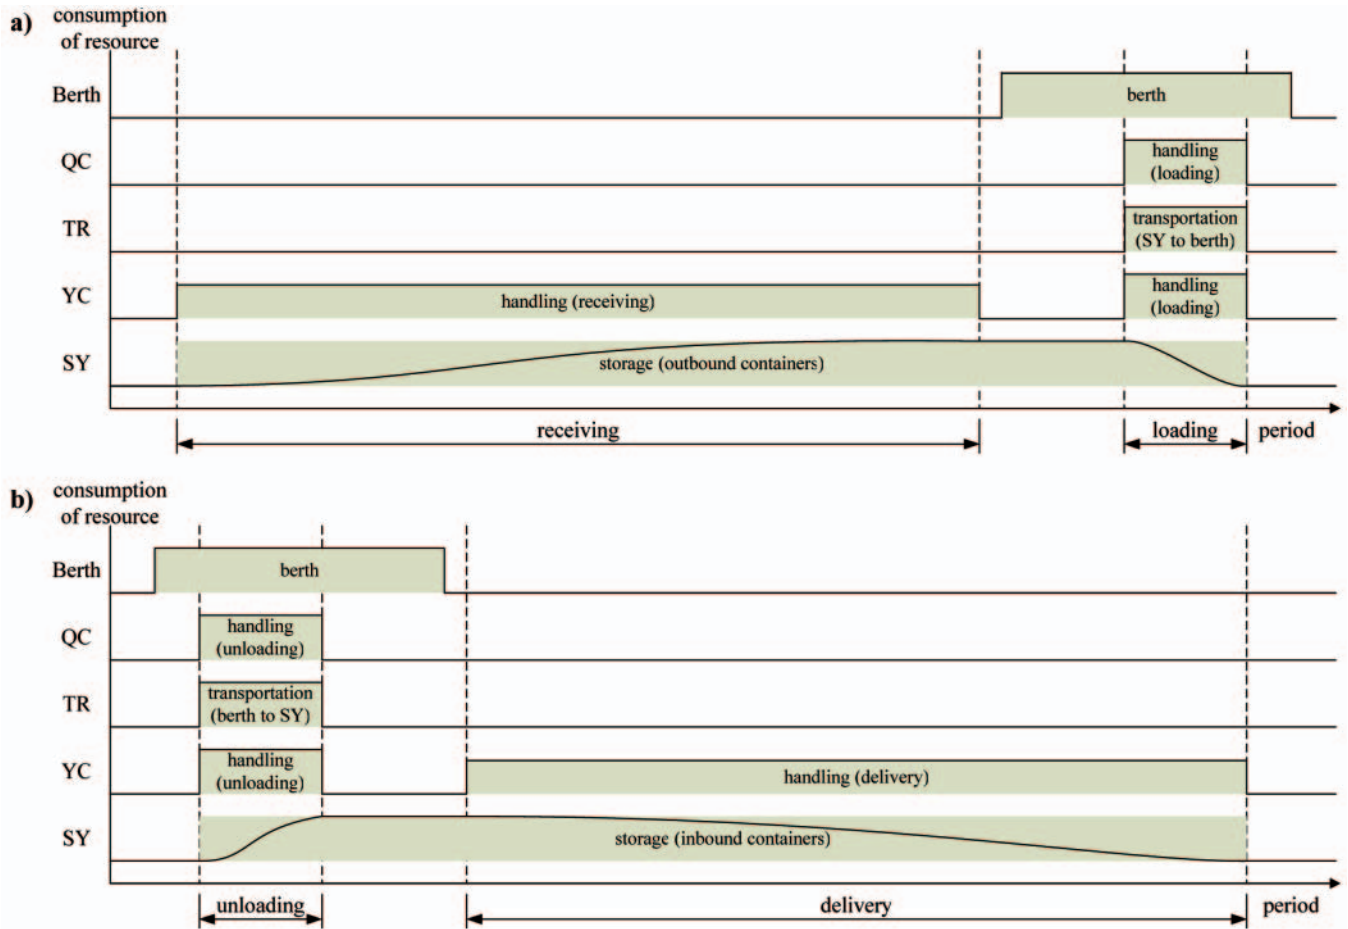 a)
consumption
of resource
Berth
berth
QC
handling
(loading)
TR
transportation
(SY to berth)
YC
handling (receiving)
handling
(loading)
SY
storage (outbound containers)
receiving
loading
period
b)
consumption
of resource
Berth
berth
QC
handling
(unloading)
TR
transportation
(berth to SY)
YC
handling
(unloading)
handling (delivery)
SY
storage (inbound containers)
unloading
delivery
period